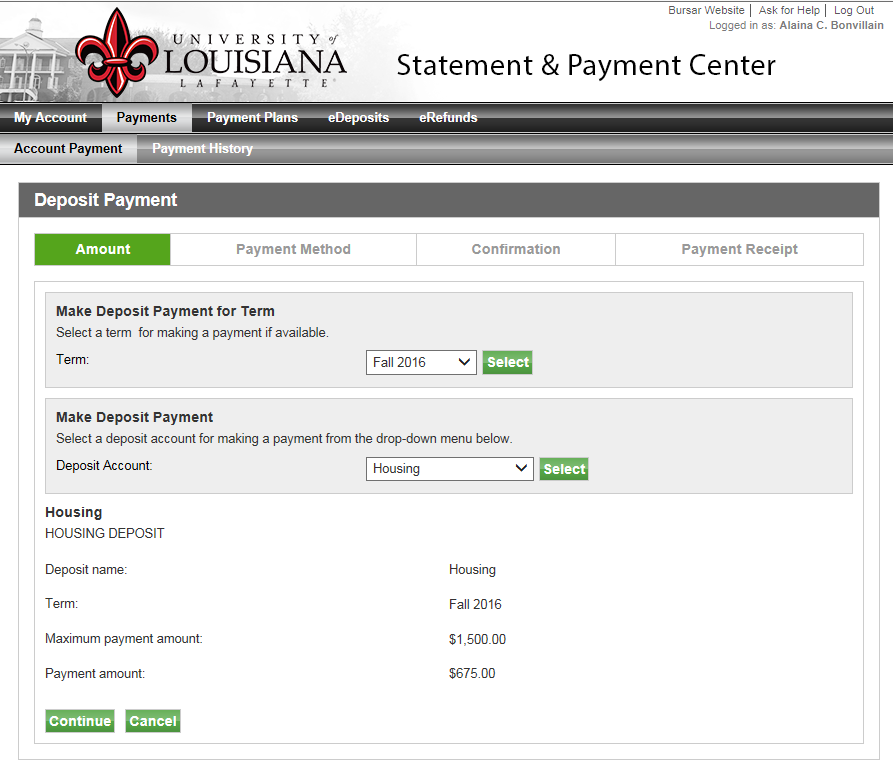 Bursar Website | Ask for Help | Log Out
Logged in as: Alaina C. Bonvillain
UNIVERSITY of
LOUISIANA
LAFAYETTE
Statement & Payment Center
My Account Payments Payment Plans eDeposits eRefunds
Account Payment Payment History
Deposit Payment
Amount Payment Method Confirmation Payment Receipt
Make Deposit Payment for Term
Select a term for making a payment if available.
Term: Fall 2016 Select
Make Deposit Payment
Select a deposit account for making a payment from the drop-down menu below.
Deposit Account: Housing Select
Housing
HOUSING DEPOSIT
Deposit name: Housing
Term: Fall 2016
Maximum payment amount: $1,500.00
Payment amount: $675.00
Continue Cancel